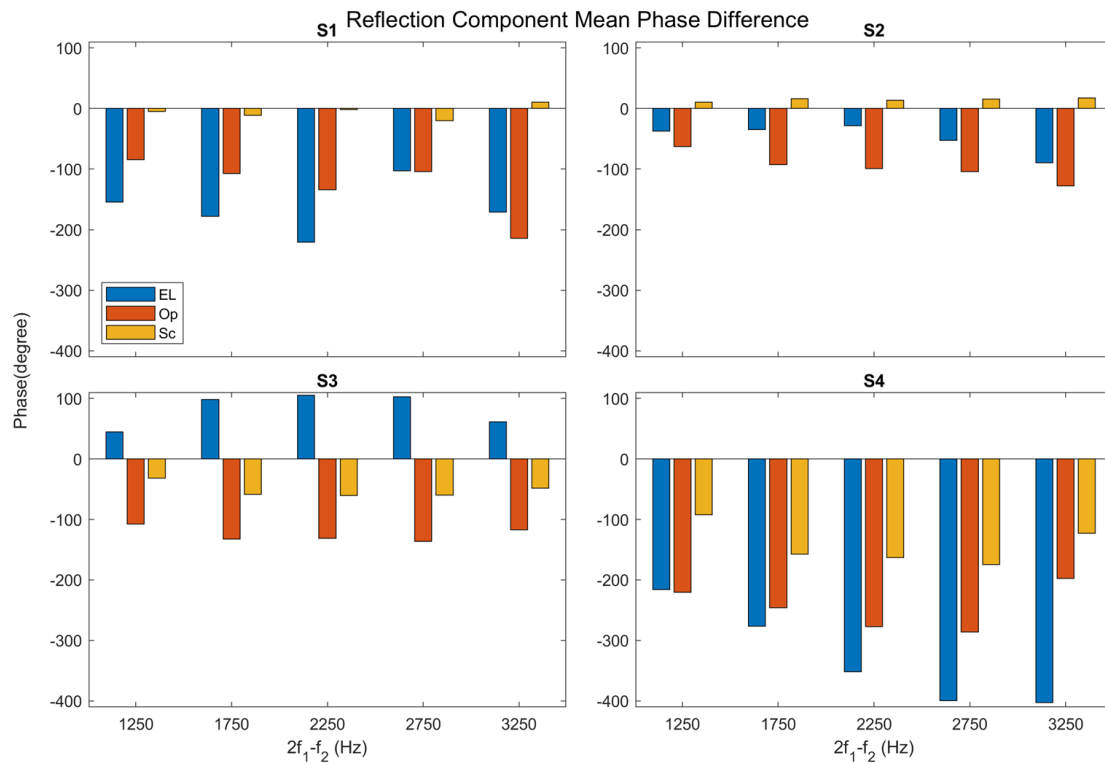 Reflection Component Mean Phase Difference
S1
S2
100
0
-100
-200
-300
-400
EL
Op
Sc
100
0
-100
-200
-300
-400
Phase(degree)
S3
S4
100
0
-100
-200
-300
-400
1250 1750 2250 2750 3250
2f1-f2 (Hz)
100
0
-100
-200
-300
-400
1250 1750 2250 2750 3250
2f1-f2 (Hz)